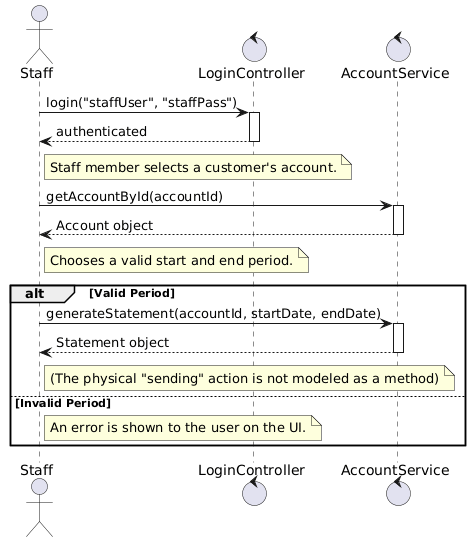 Staff
LoginController
AccountService
login("staffUser", "staffPass")
authenticated
Staff member selects a customer's account.
getAccountById(accountId)
Account object
Chooses a valid start and end period.
alt
[Valid Period]
generateStatement(accountId, startDate, endDate)
Statement object
(The physical "sending" action is not modeled as a method)
[Invalid Period]
An error is shown to the user on the UI.
Staff
LoginController
AccountService